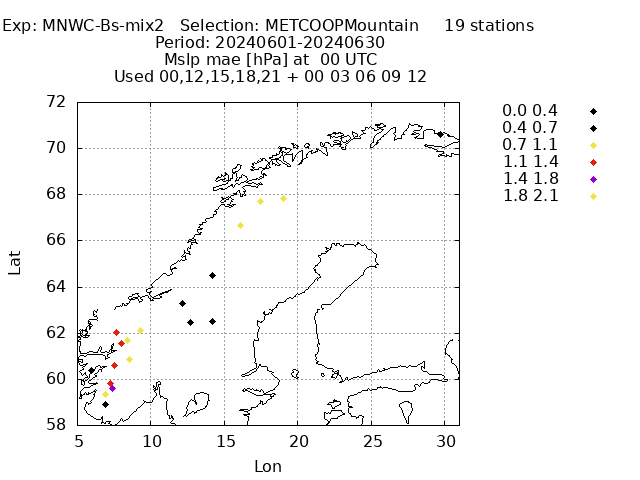 Exp: MNWC-Bs-mix2   Selection: METCOOPMountain     19 stations
Period: 20240601-20240630
Mslp mae [hPa] at  00 UTC
Used 00,12,15,18,21 + 00 03 06 09 12
72
70
68
66
64
62
60
58
Lat
5 10 15 20 25 30
Lon
0.0 0.4
0.4 0.7
0.7 1.1
1.1 1.4
1.4 1.8
1.8 2.1